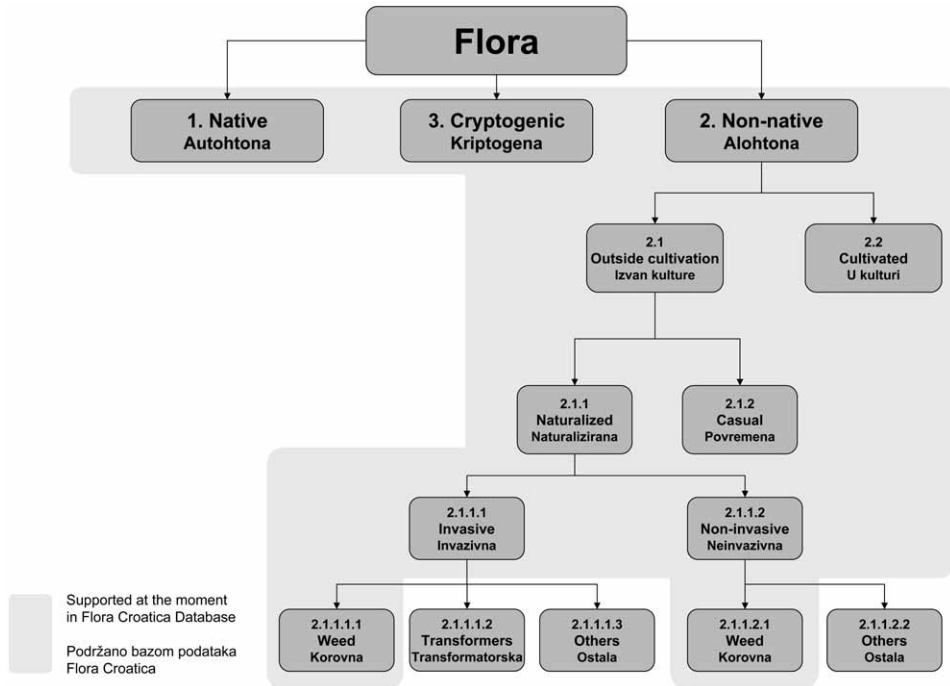 Flora
1. Native
Autohtona
3. Cryptogenic
Kriptogena
2. Non-native
Alohtona
2.1
Outside cultivation
Izvan kulture
2.2
Cultivated
U kulturi
2.1.1
Naturalized
Naturalizirana
2.1.2
Casual
Povremena
2.1.1.1
Invasive
Invazivna
2.1.1.2
Non-invasive
Neinvazivna
2.1.1.1.1
Weed
Korovna
2.1.1.1.2
Transformers
Transformatorska
2.1.1.1.3
Others
Ostala
2.1.1.2.1
Weed
Korovna
2.1.1.2.2
Others
Ostala
Supported at the moment
in Flora Croatica Database
Podržano bazom podataka
Flora Croatica